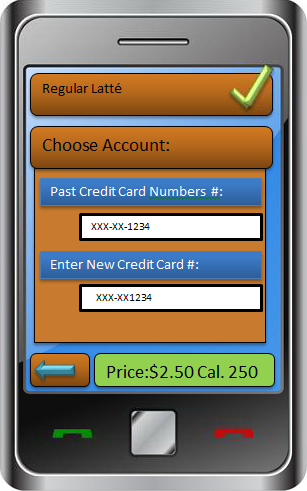 Regular Latté
Choose Account:
Past Credit Card Numbers #:
XXX-XX-1234
Enter New Credit Card #:
XXX-XX1234
Price:$2.50 Cal. 250